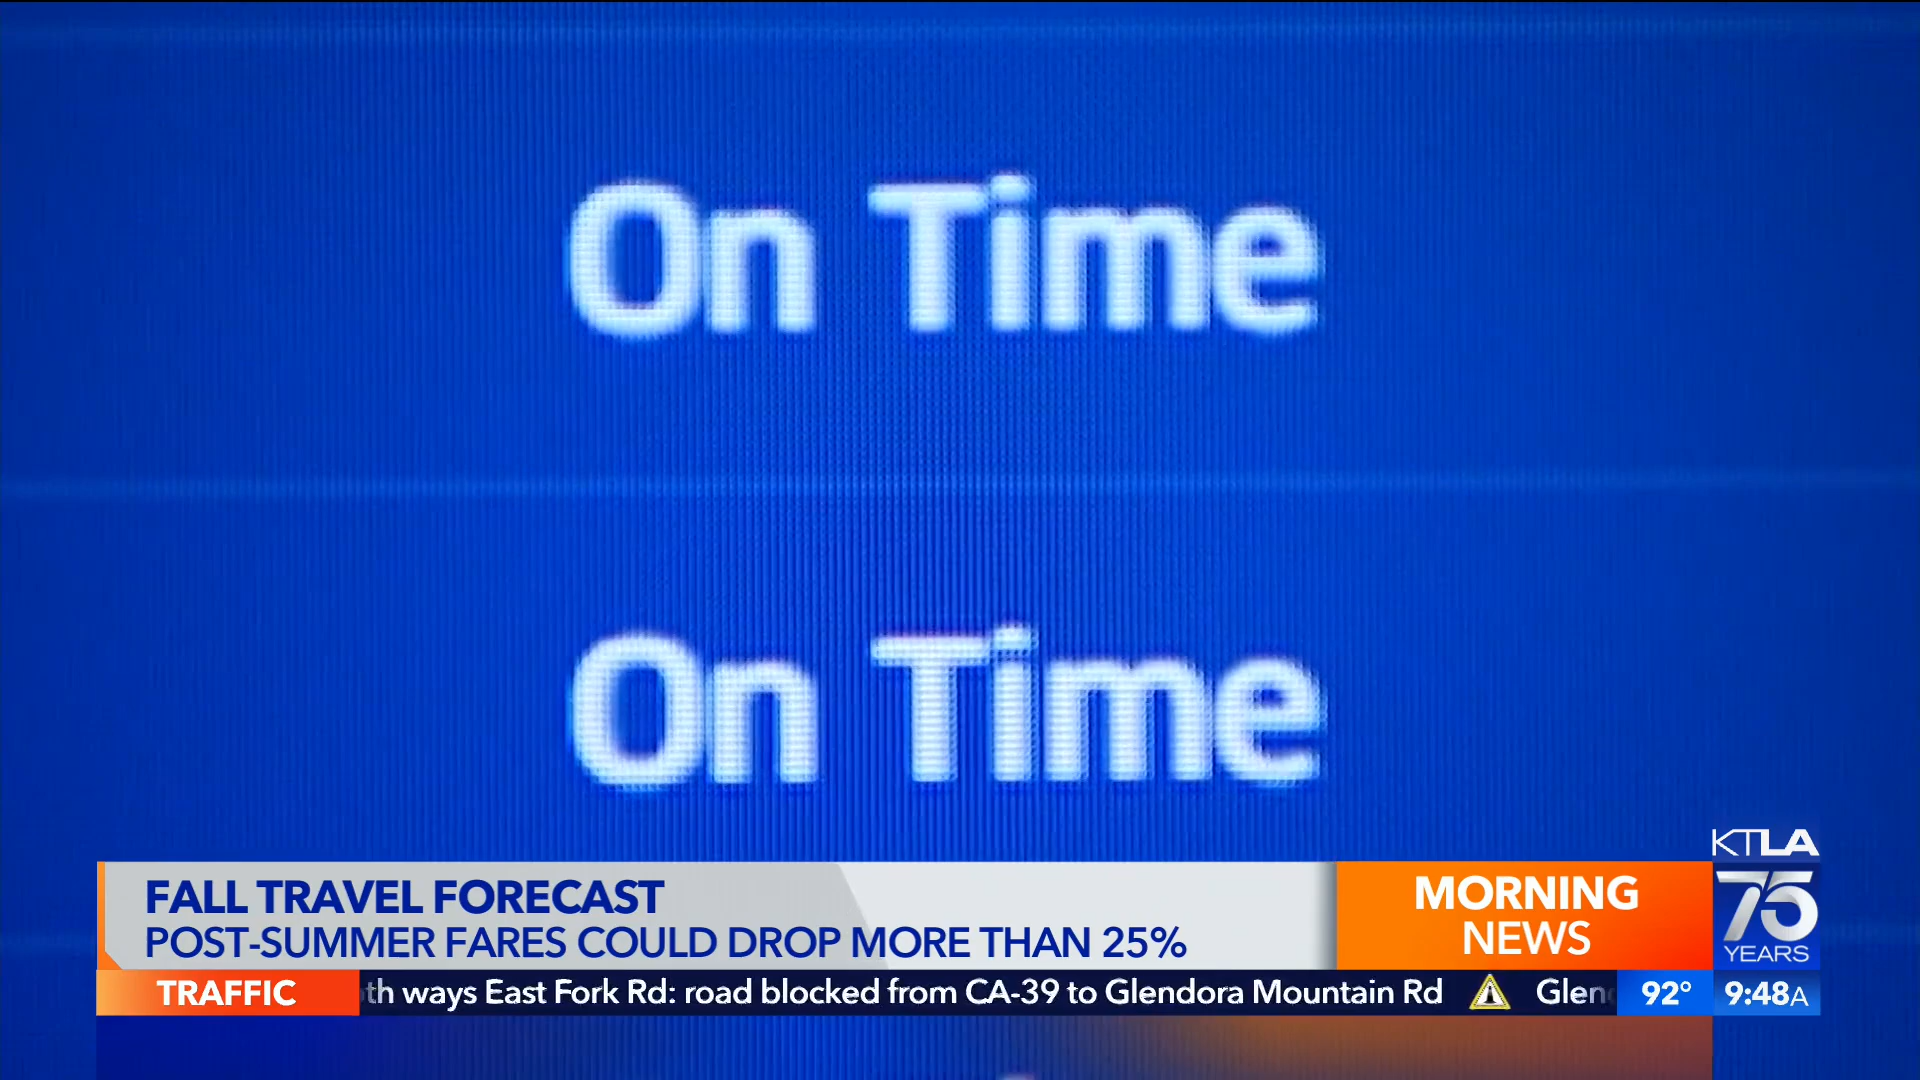 On Time
On Time
KTLA
75
YEARS
FALL TRAVEL FORECAST
POST-SUMMER FARES COULD DROP MORE THAN 25%
MORNING
NEWS
TRAFFIC
ways East Fork Rd: road blocked from CA-39 to Glendora Mountain Rd
92°
9:48A